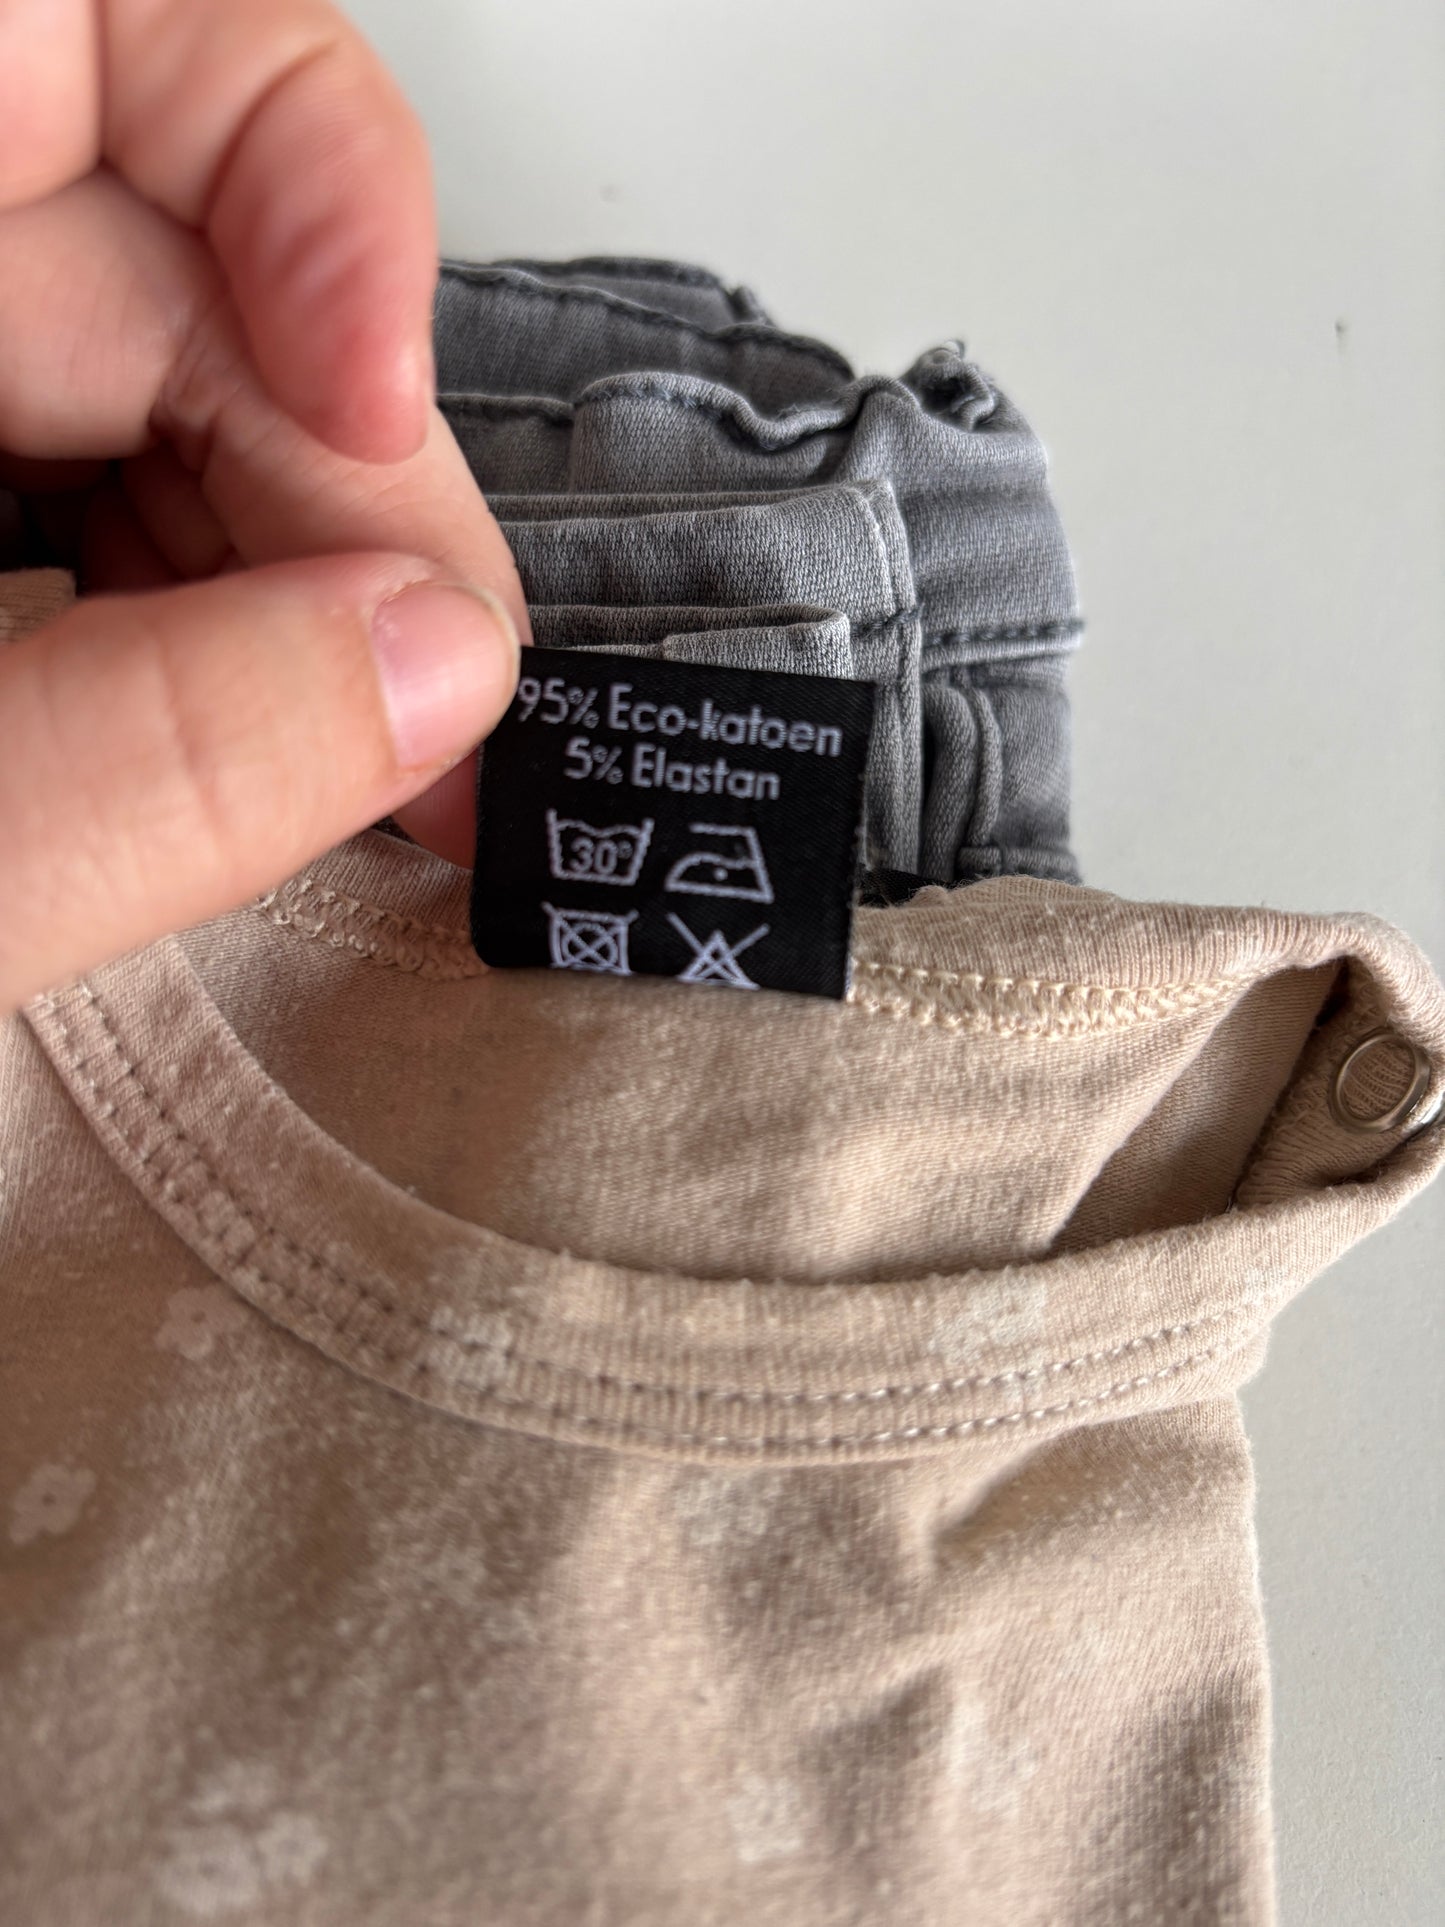 95% Eco-katoen
5% Elastan
30°